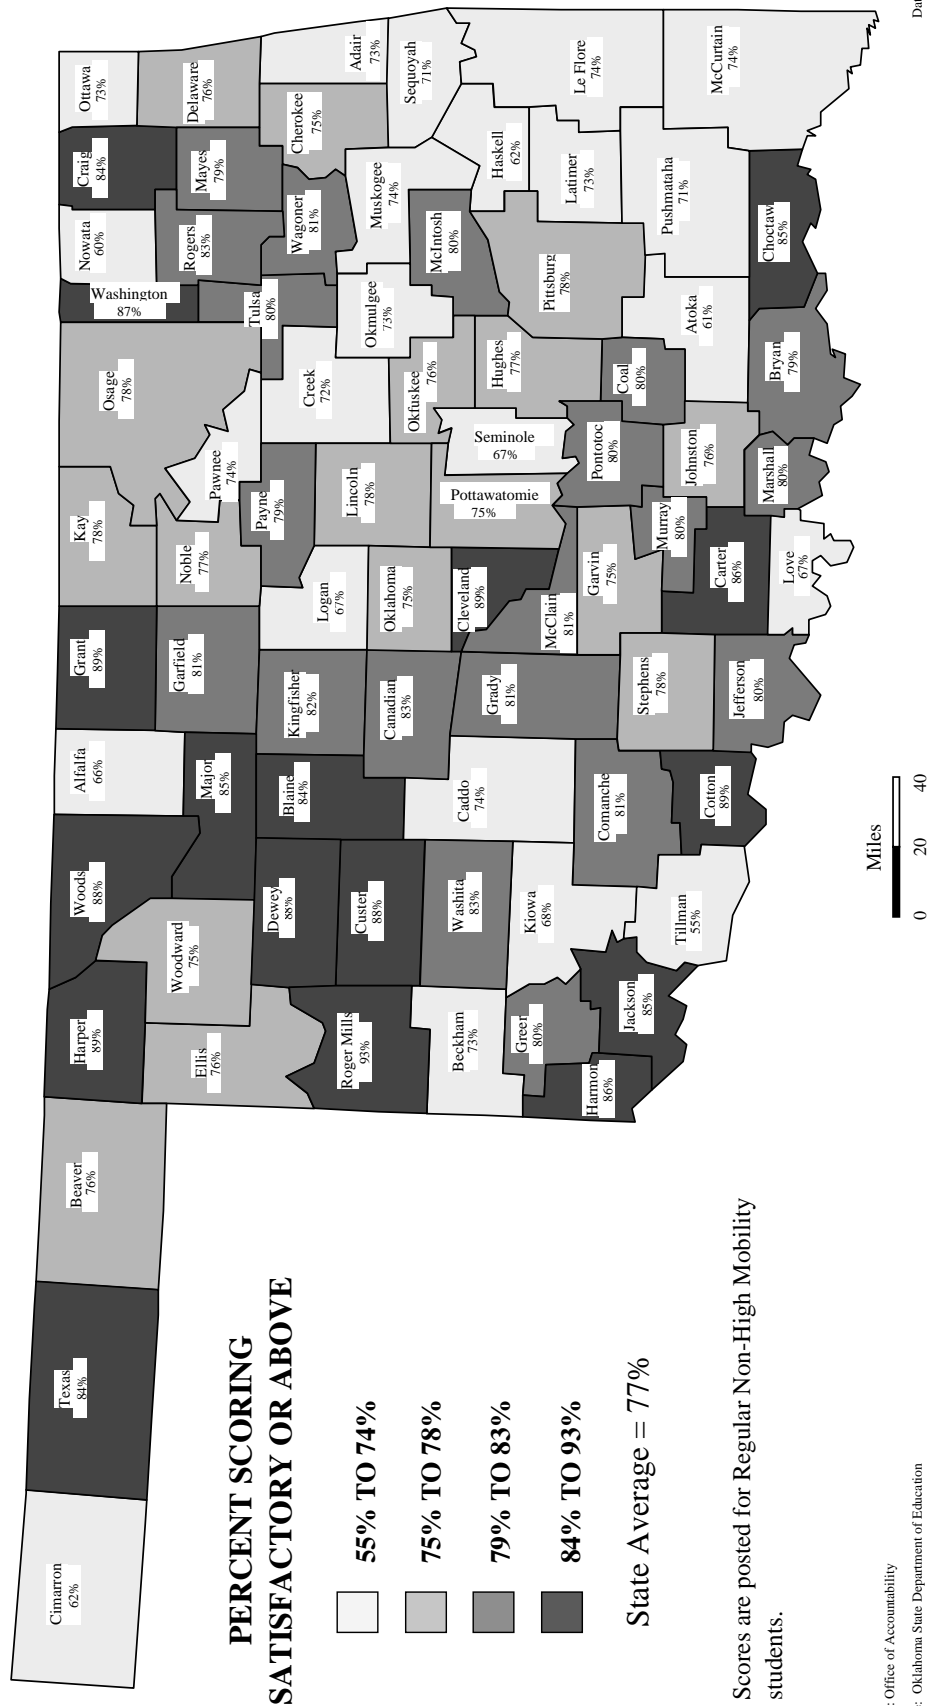 Cimarron
62%
Texas
84%
Beaver
76%
Harper
89%
Woods
88%
Alfalfa
66%
Grant
89%
Kay
78%
Osage
78%
Washington
87%
Nowata
60%
Craig
84%
Ottawa
73%
Ellis
76%
Woodward
75%
Major
85%
Garfield
81%
Noble
77%
Pawnee
74%
Rogers
83%
Mayes
79%
Delaware
76%
Roger Mills
93%
Dewey
88%
Blaine
84%
Kingfisher
82%
Logan
67%
Payne
79%
Creek
72%
Tulsa
80%
Wagoner
81%
Cherokee
75%
Adair
73%
Custer
88%
Canadian
83%
Oklahoma
75%
Lincoln
78%
Okfuskee
76%
Okmulgee
73%
Muskogee
74%
Sequoyah
71%
Beckham
73%
Washita
83%
Caddo
74%
Grady
81%
Cleveland
89%
McClain
81%
Pottawatomie
75%
Seminole
67%
Hughes
77%
McIntosh
80%
Haskell
62%
Le Flore
74%
Green
80%
Kiowa
68%
Comanche
81%
Stephens
78%
Garvin
75%
Murray
80%
Pontotoc
80%
Coal
80%
Pittsburg
78%
Latimer
73%
Harmon
86%
Jackson
85%
Tillman
55%
Cotton
89%
Jefferson
80%
Carter
86%
Love
67%
Johnston
76%
Marshall
80%
Atoka
61%
Bryan
79%
Pushmataha
71%
Choctaw
85%
McCurtain
74%
PERCENT SCORING
SATISFACTORY OR ABOVE
55% TO 74%
75% TO 78%
79% TO 83%
84% TO 93%
State Average = 77%
Scores are posted for Regular Non-High Mobility
students.
Miles
0 20 40
: Office of Accountability
: Oklahoma State Department of Education
Dat